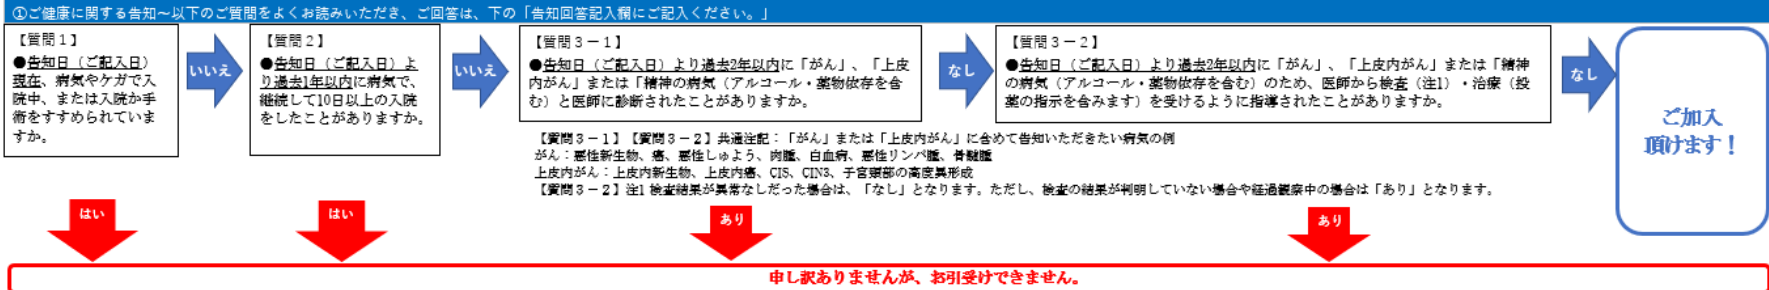 ①ご健康に関する告知～以下のご質問をよくお読みいただき、ご回答は、下の「告知回答記入欄にご記入ください。」
【質問１】
●告知日（ご記入日）
現在、病気やケガで入
院中、または入院か手
術をすすめられていま
すか。
いいえ
【質問２】
●告知日（ご記入日）よ
り過去1年以内に病気で、
継続して10日以上の入院
をしたことがありますか。
いいえ
【質問３－１】
●告知日（ご記入日）より過去2年以内に「がん」、「上皮
内がん」または「精神の病気（アルコール・薬物依存を含
む）と医師に診断されたことがありますか。
なし
【質問３－２】
●告知日（ご記入日）より過去2年以内に「がん」、「上皮内がん」または「精神
の病気（アルコール・薬物依存を含む）のため、医師から検査（注1）・治療（投
薬の指示を含みます）を受けるように指導されたことがありますか。
なし
ご加入
頂けます！
【質問３－１】【質問３－２】共通注記：「がん」または「上皮内がん」に含めて告知いただきたい病気の例
がん：悪性新生物、癌、悪性しゅよう、肉腫、白血病、悪性リンパ腫、骨髄腫
上皮内がん：上皮内新生物、上皮内癌、CIS、CIN3、子宮頸部の高度異形成
【質問３－２】注1 検査結果が異常なしだった場合は、「なし」となります。ただし、検査の結果が判明していない場合や経過観察中の場合は「あり」となります。
はい
はい
あり
あり
申し訳ありませんが、お引受けできません。